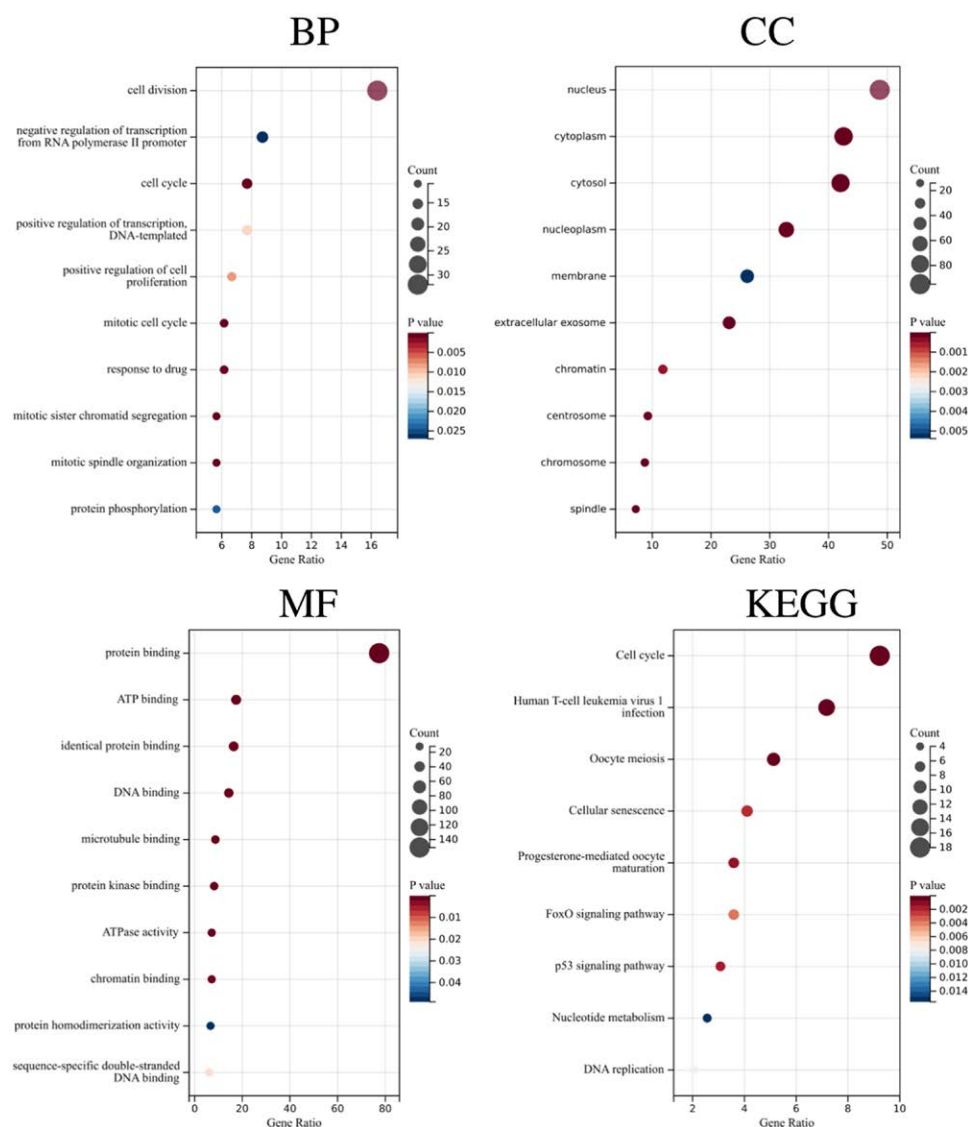 BP
cell division
negative regulation of transcription
from RNA polymerase II promoter
cell cycle
positive regulation of transcription,
DNA-templated
positive regulation of cell
proliferation
mitotic cell cycle
response to drug
mitotic sister chromatid segregation
mitotic spindle organization
protein phosphorylation
6 8 10 12 14 16
Gene Ratio
Count
15
20
25
30
P value
0.005
0.010
0.015
0.020
0.025
CC
nucleus
cytoplasm
cytosol
nucleoplasm
membrane
extracellular exosome
chromatin
centrosome
chromosome
spindle
10 20 30 40 50
Gene Ratio
Count
20
40
60
80
P value
0.001
0.002
0.003
0.004
0.005
MF
protein binding
ATP binding
identical protein binding
DNA binding
microtubule binding
protein kinase binding
ATPase activity
chromatin binding
protein homodimerization activity
sequence-specific double-stranded
DNA binding
0 20 40 60 80
Gene Ratio
Count
20
40
60
80
100
120
140
P value
0.01
0.02
0.03
0.04
KEGG
Cell cycle
Human T-cell leukemia virus 1
infection
Oocyte meiosis
Cellular senescence
Progesterone-mediated oocyte
maturation
FoxO signaling pathway
p53 signaling pathway
Nucleotide metabolism
DNA replication
2 4 6 8 10
Gene Ratio
Count
4
6
8
10
12
14
16
18
P value
0.002
0.004
0.006
0.008
0.010
0.012
0.014